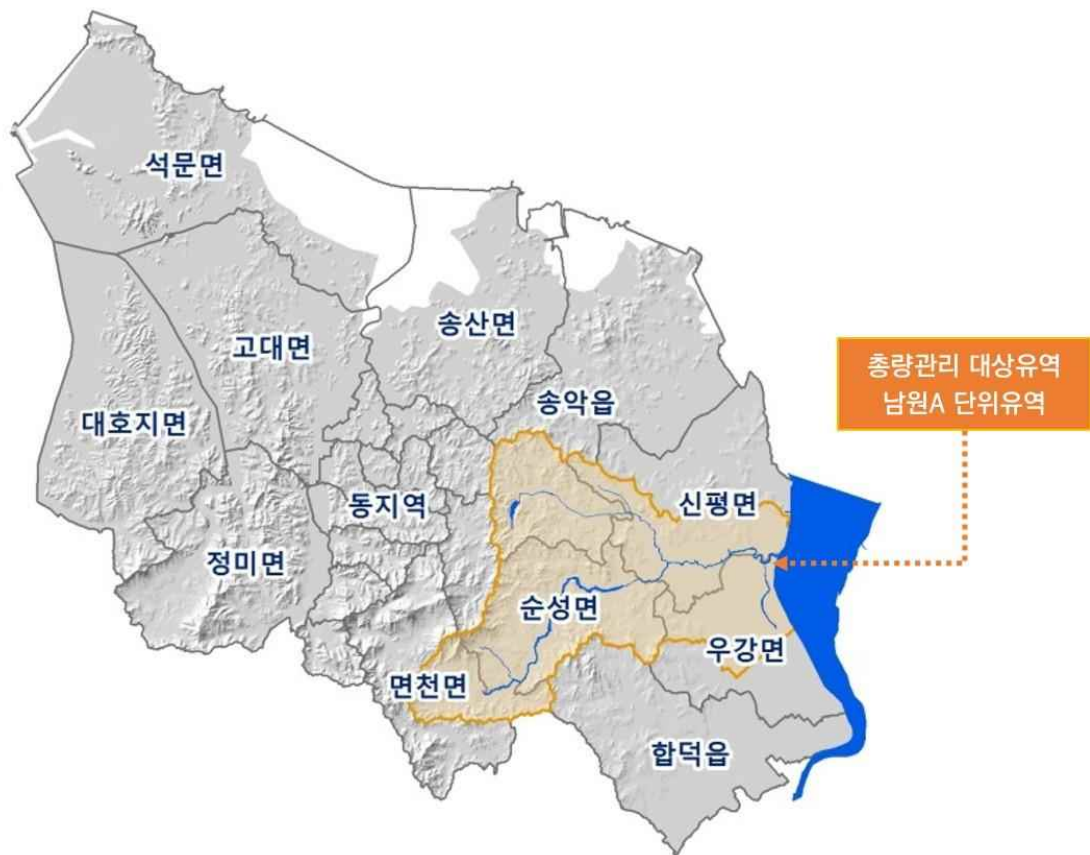 석문면
송산면
고대면
총량관리 대상유역
남원A 단위유역
송악읍
대호지면
동지역
신평면
정미면
순성면
우강면
면천면
합덕읍